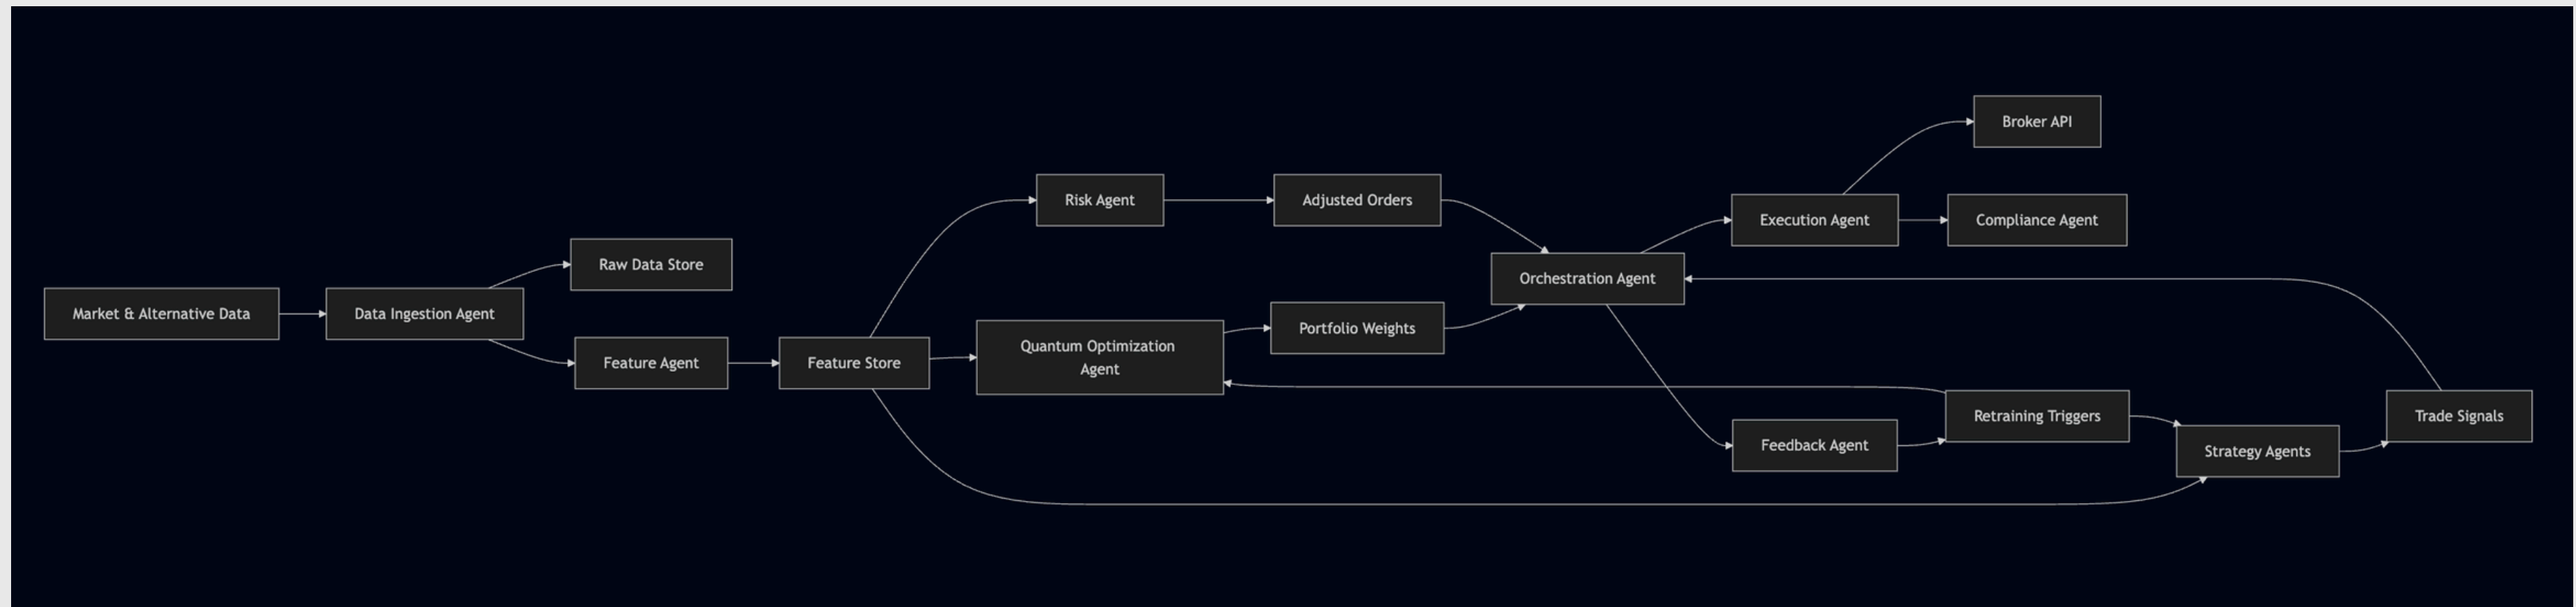 Market & Alternative Data
Data Ingestion Agent
Raw Data Store
Feature Agent
Feature Store
Risk Agent
Quantum Optimization
Agent
Adjusted Orders
Portfolio Weights
Orchestration Agent
Execution Agent
Feedback Agent
Broker API
Compliance Agent
Retraining Triggers
Strategy Agents
Trade Signals